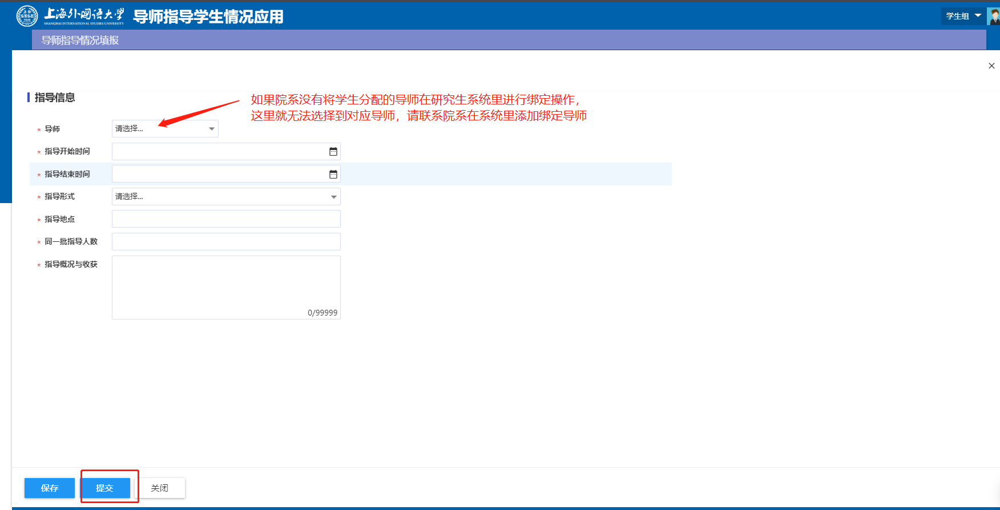 上海外国语大学
SHANGHAI INTERNATIONAL STUDIES UNIVERSITY
导师指导学生情况应用
学生组
导师指导情况填报
指导信息
如果院系没有将学生分配的导师在研究生系统里进行绑定操作，
这里就无法选择到对应导师，请联系院系在系统里添加绑定导师
* 导师 请选择...
* 指导开始时间
* 指导结束时间
* 指导形式 请选择...
* 指导地点
* 同一批指导人数
* 指导概况与收获
0/99999
保存 提交 关闭